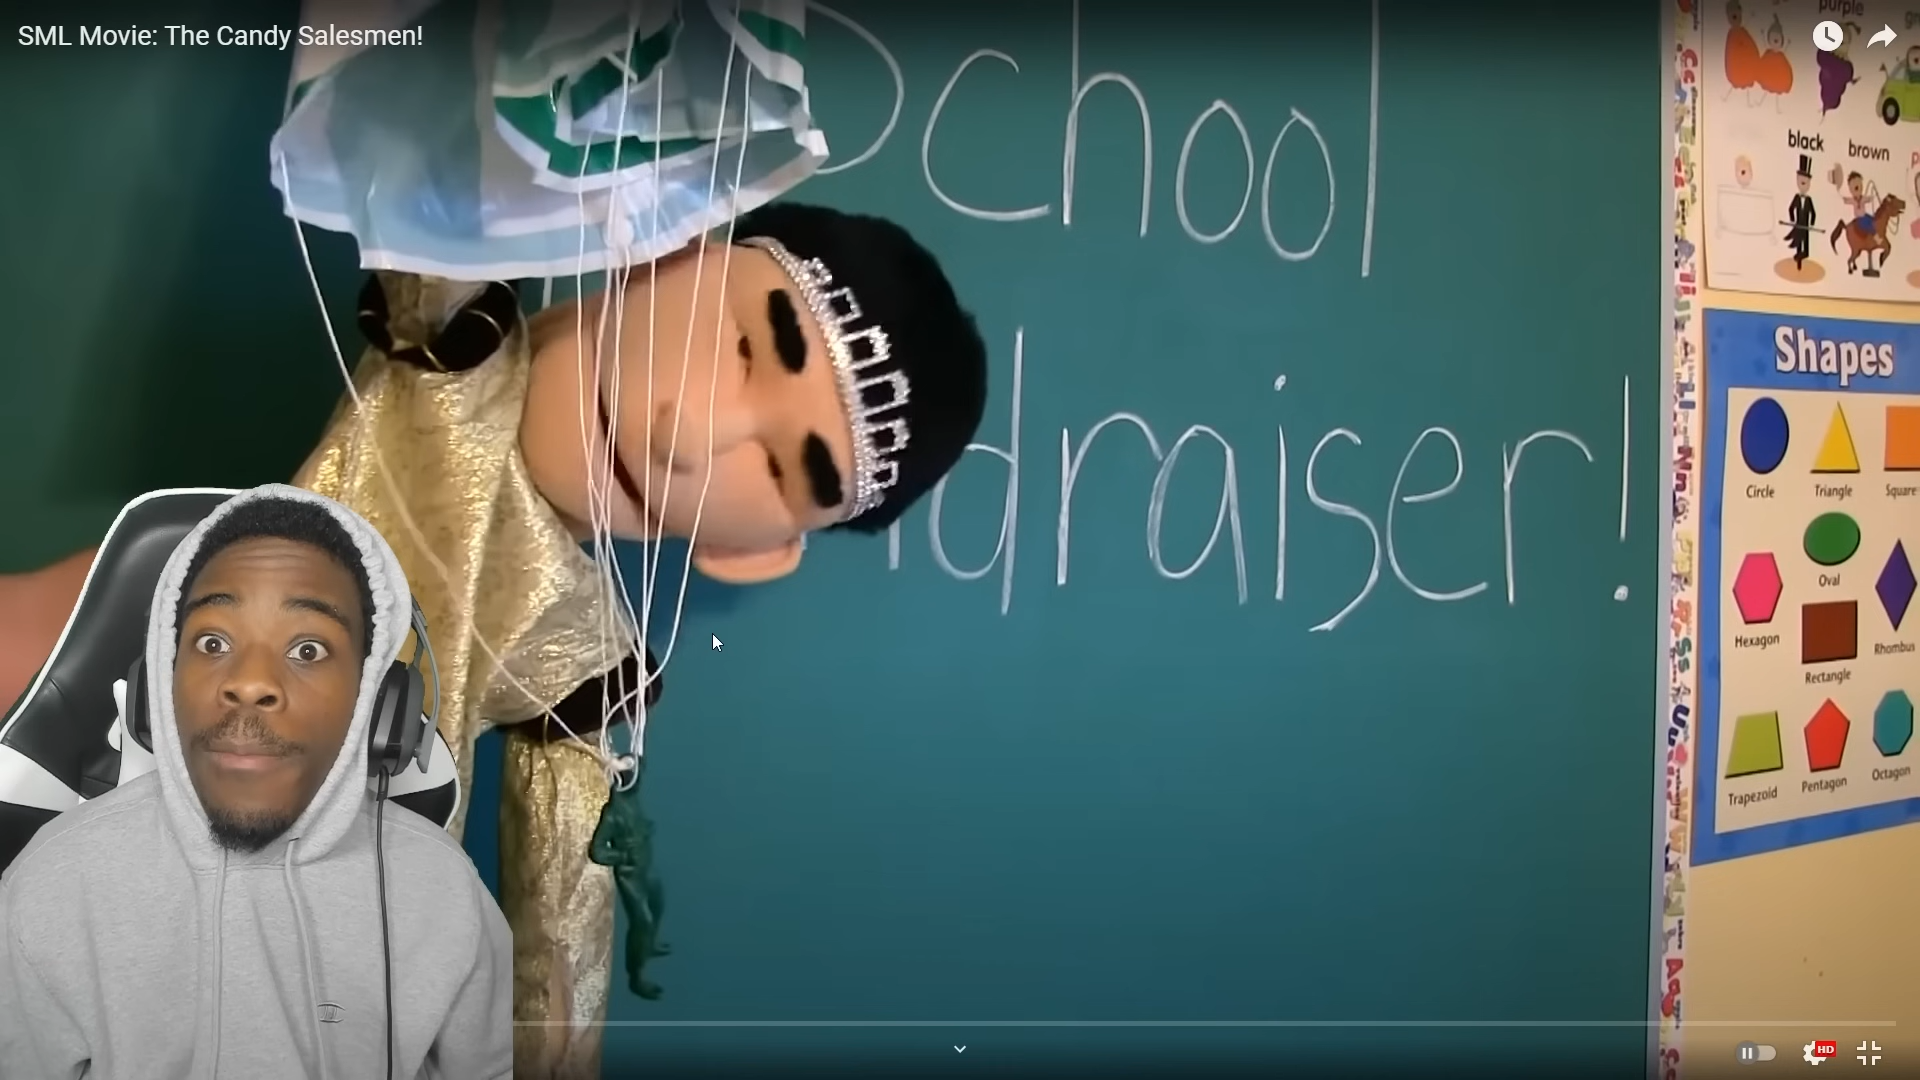 SML Movie: The Candy Salesmen!
School
draiser!
purple
black
brown
Shapes
Circle
Triangle
Square
Oval
Hexagon
Rhombus
Rectangle
Trapezoid
Pentagon
Octagon
HD